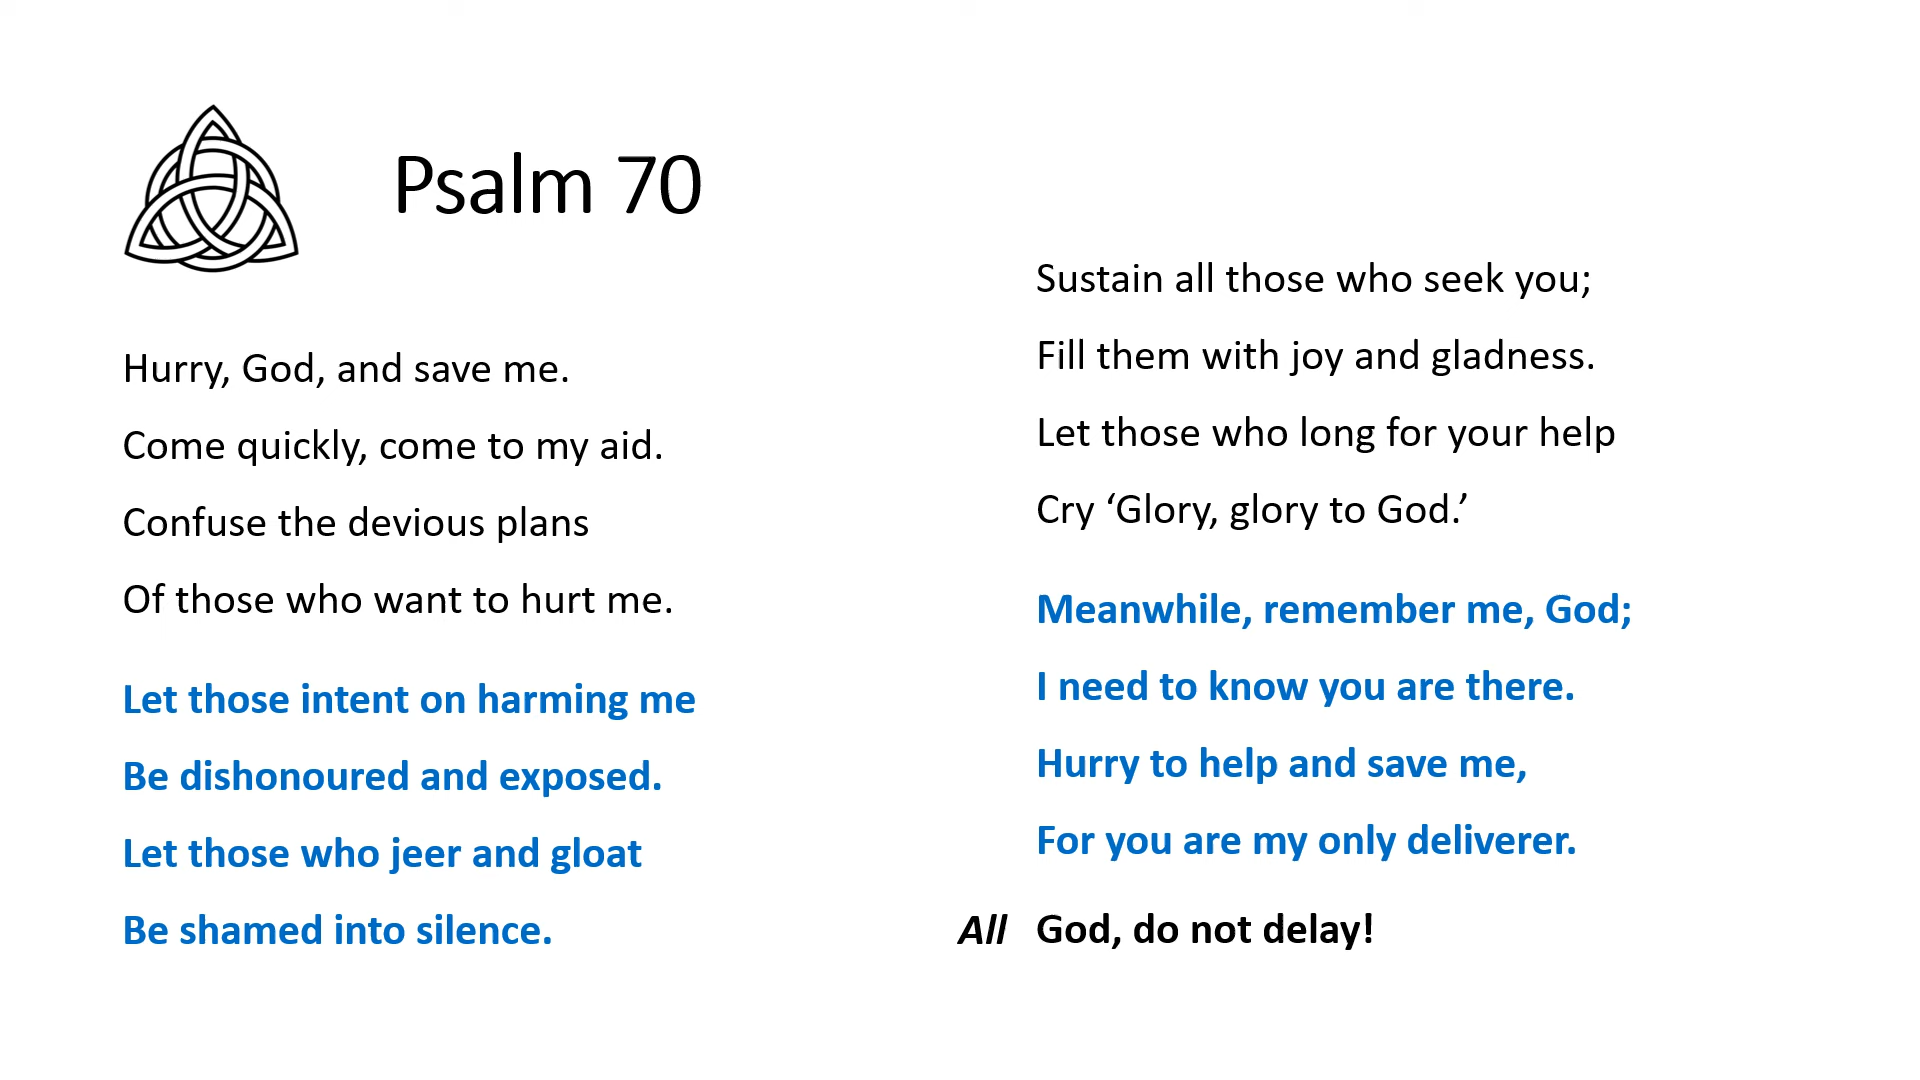 Psalm 70
Hurry, God, and save me.
Come quickly, come to my aid.
Confuse the devious plans
Of those who want to hurt me.
Let those intent on harming me
Be dishonoured and exposed.
Let those who jeer and gloat
Be shamed into silence.
Sustain all those who seek you;
Fill them with joy and gladness.
Let those who long for your help
Cry ‘Glory, glory to God.’
Meanwhile, remember me, God;
I need to know you are there.
Hurry to help and save me,
For you are my only deliverer.
All God, do not delay!